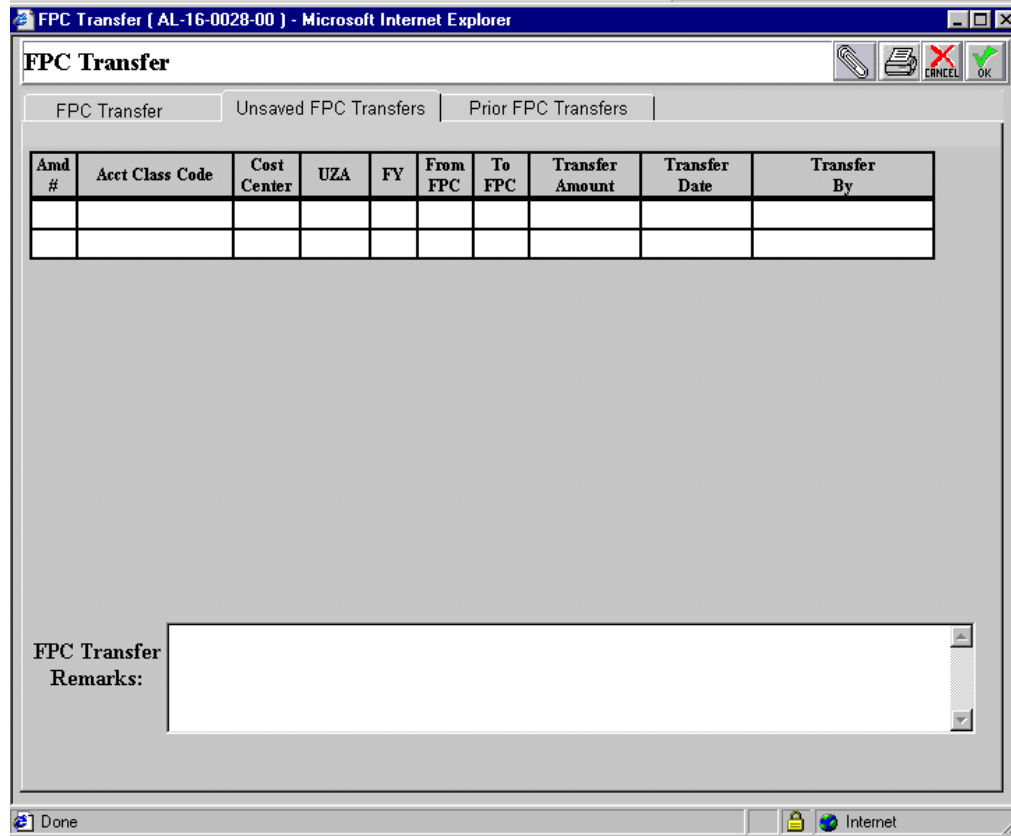 FPC Transfer ( AL-16-0028-00 ) - Microsoft Internet Explorer
FPC Transfer
CANCEL
OK
FPC Transfer
Unsaved FPC Transfers
Prior FPC Transfers
Amd #
Acct Class Code
Cost Center
UZA
FY
From FPC
To FPC
Transfer Amount
Transfer Date
Transfer By
FPC Transfer
Remarks:
Done
Internet